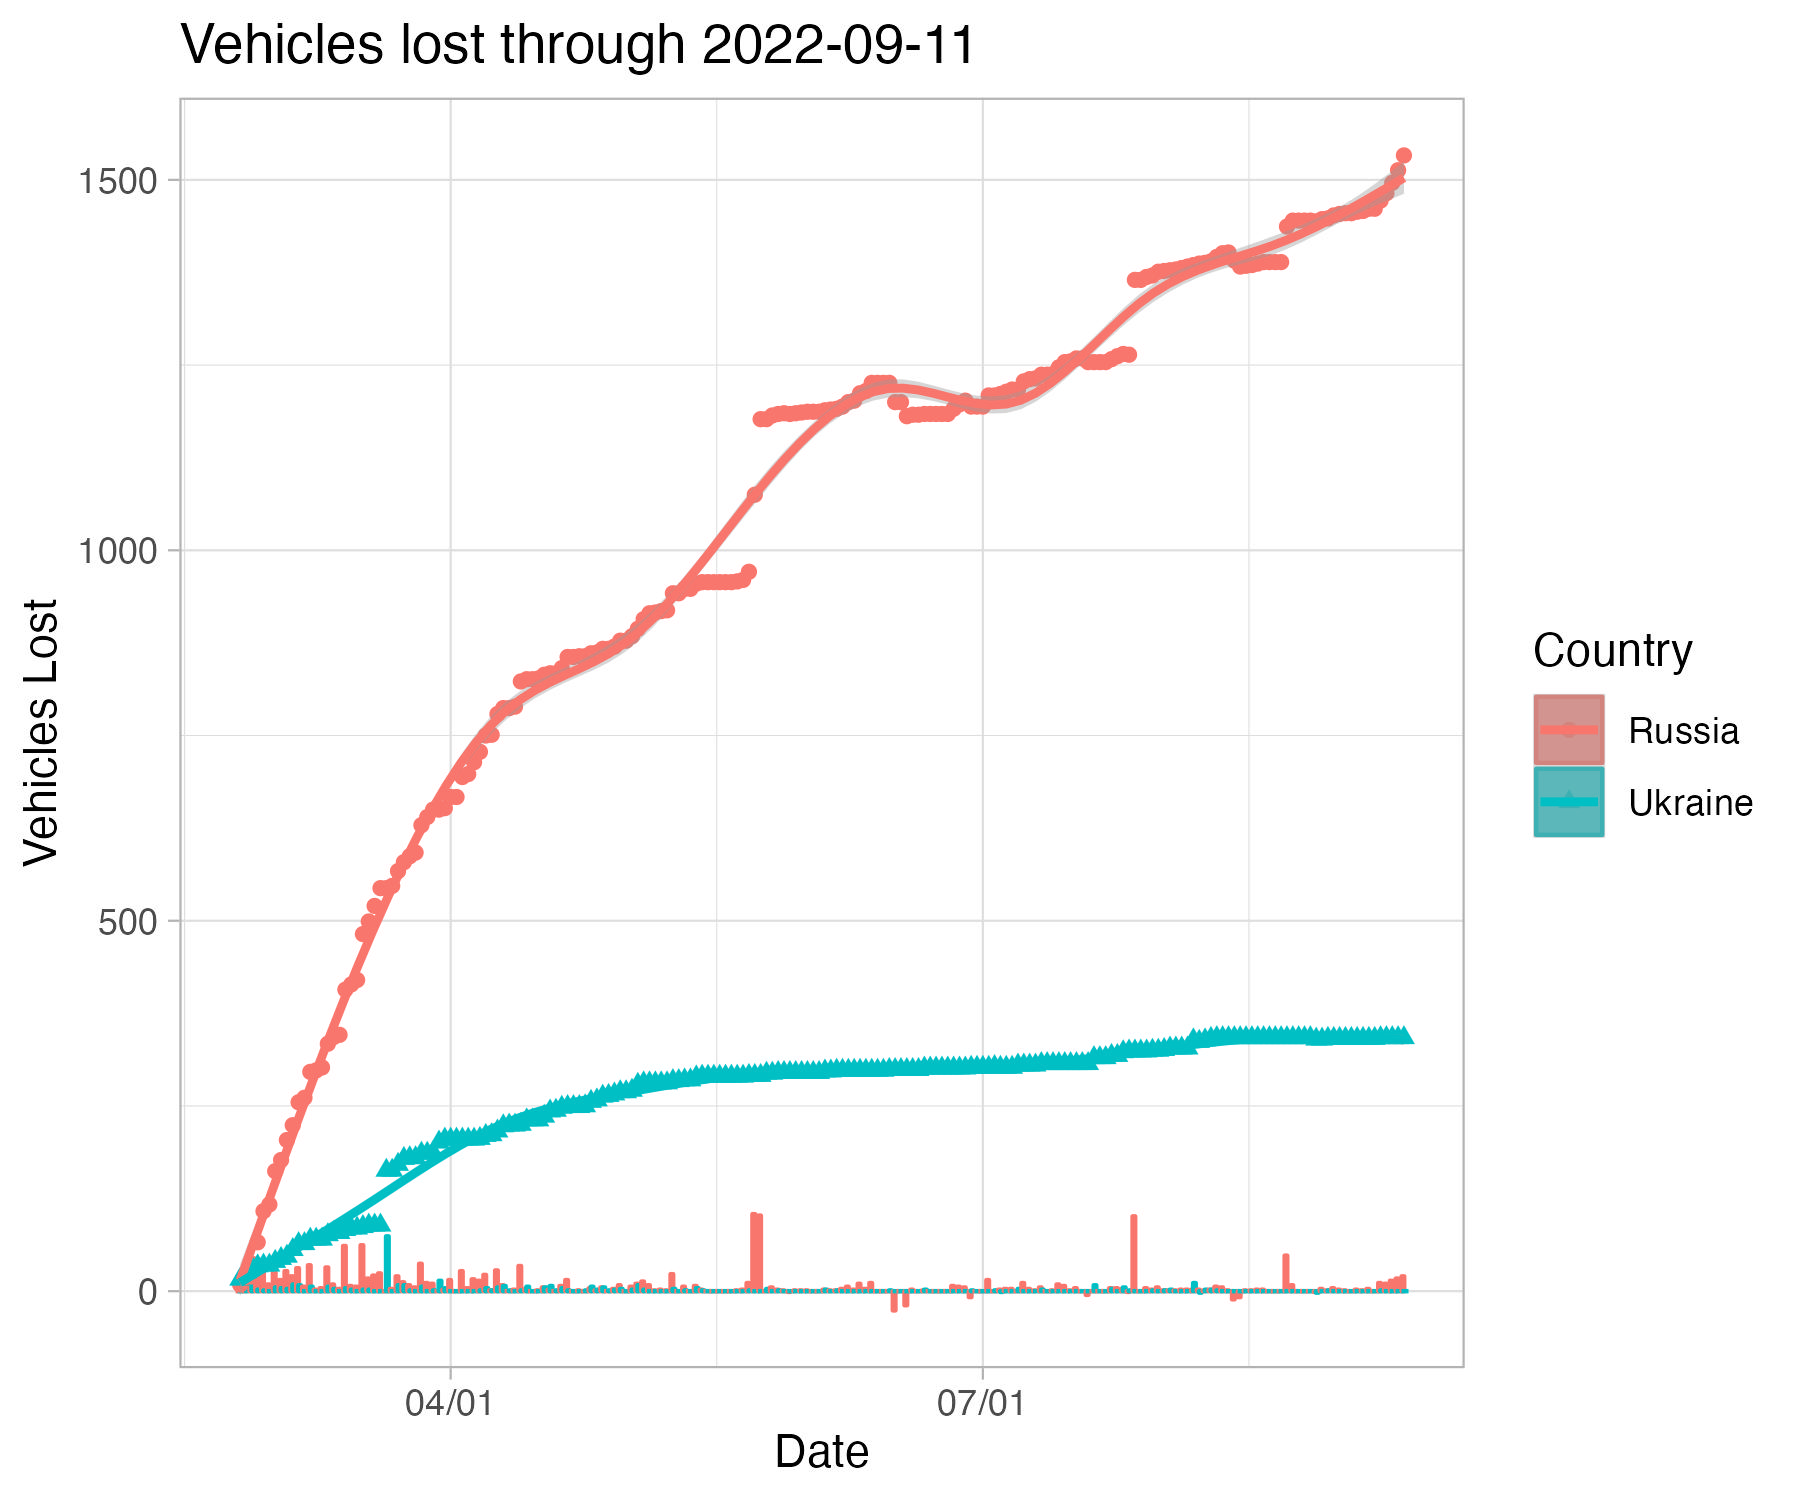 Vehicles lost through 2022-09-11
1500
1000
500
0
Vehicles Lost
04/01
07/01
Date
Country
Russia
Ukraine